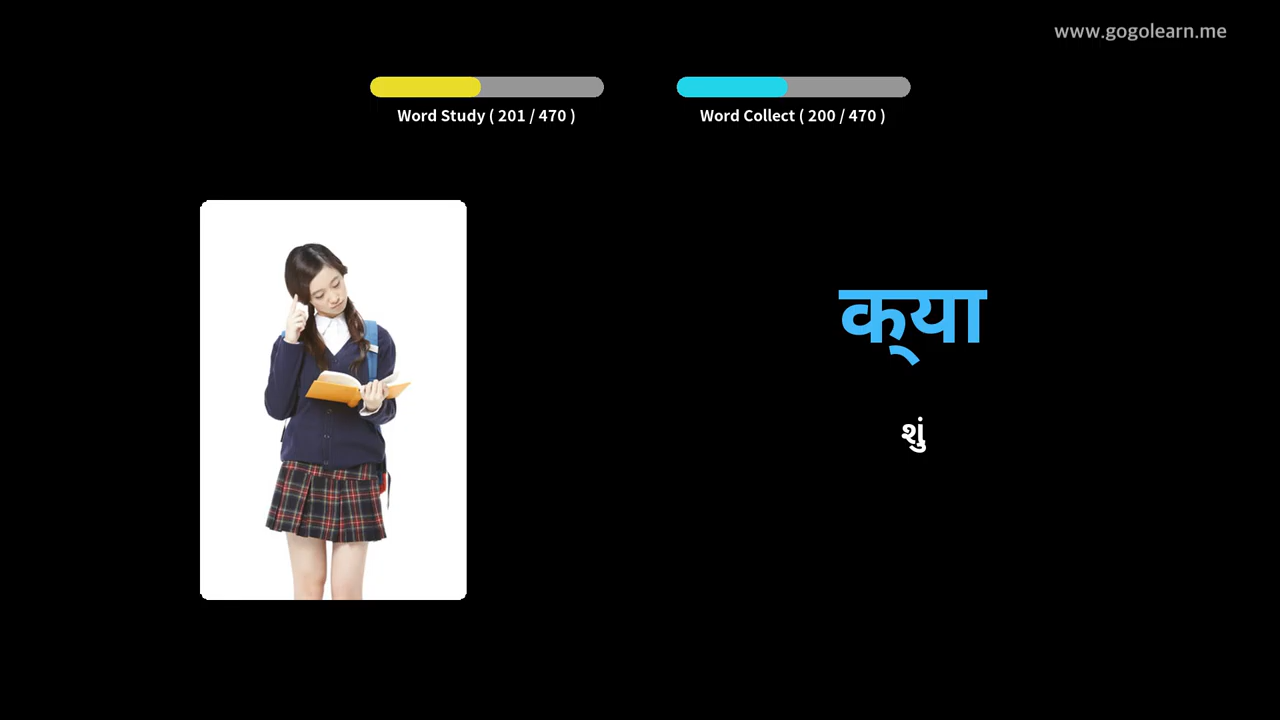 www.gogolearn.me
Word Study ( 201 / 470 )
Word Collect ( 200 / 470 )
क्‌या
શું